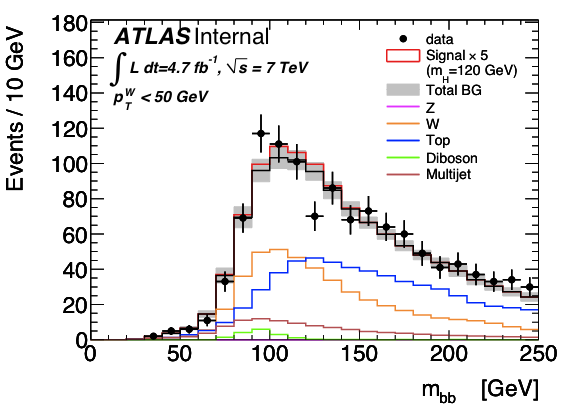 ATLAS Internal
∫ L dt=4.7 fb⁻¹, √s = 7 TeV
p_T^W < 50 GeV
data
Signal × 5
(m_H=120 GeV)
Total BG
Z
W
Top
Diboson
Multijet
Events / 10 GeV
180
160
140
120
100
80
60
40
20
0
0 50 100 150 200 250
m_bb [GeV]